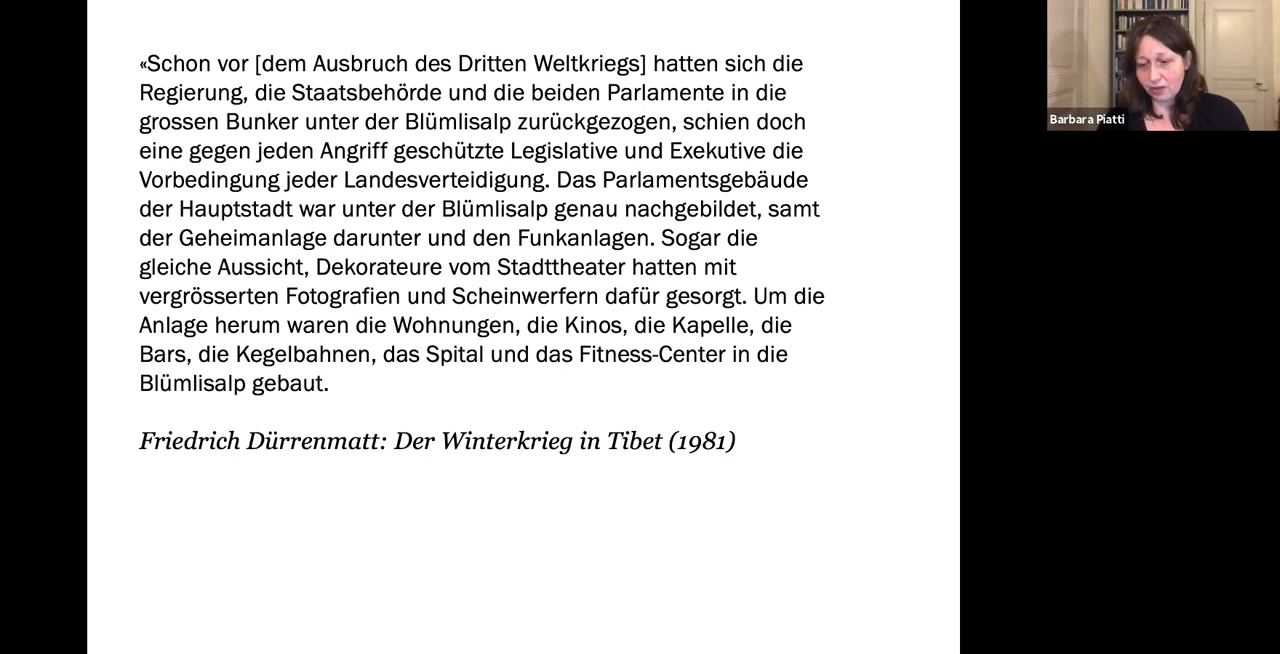 «Schon vor [dem Ausbruch des Dritten Weltkriegs] hatten sich die
Regierung, die Staatsbehörde und die beiden Parlamente in die
grossen Bunker unter der Blümlisalp zurückgezogen, schien doch
eine gegen jeden Angriff geschützte Legislative und Exekutive die
Vorbedingung jeder Landesverteidigung. Das Parlamentsgebäude
der Hauptstadt war unter der Blümlisalp genau nachgebildet, samt
der Geheimanlage darunter und den Funkanlagen. Sogar die
gleiche Aussicht, Dekorateure vom Stadttheater hatten mit
vergrösserten Fotografien und Scheinwerfern dafür gesorgt. Um die
Anlage herum waren die Wohnungen, die Kinos, die Kapelle, die
Bars, die Kegelbahnen, das Spital und das Fitness-Center in die
Blümlisalp gebaut.
Friedrich Dürrenmatt: Der Winterkrieg in Tibet (1981)
Barbara Piatti